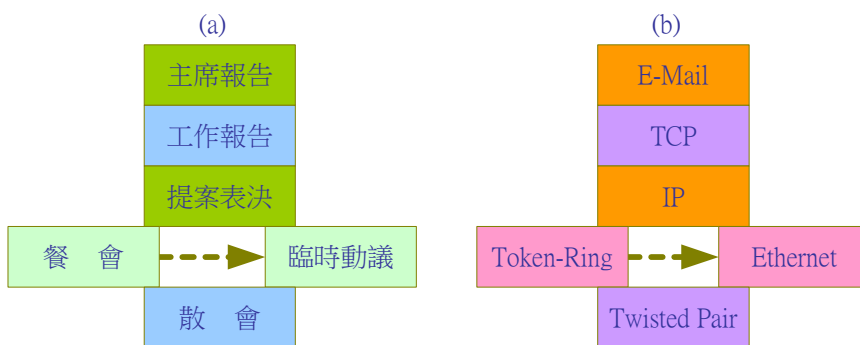 (a)
主席報告
工作報告
提案表決
餐 會
臨時動議
散 會
(b)
E-Mail
TCP
IP
Token-Ring
Ethernet
Twisted Pair